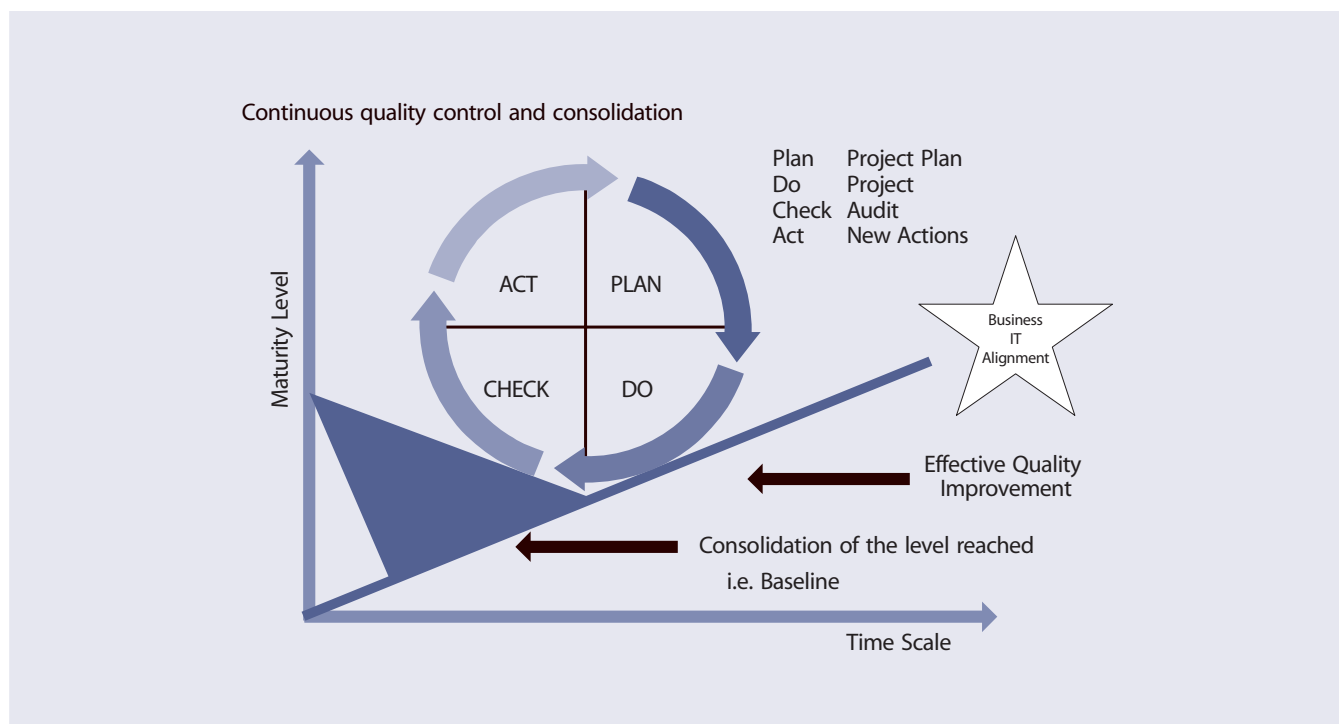 Continuous quality control and consolidation
Plan Project Plan
Do Project
Check Audit
Act New Actions
Maturity Level
ACT PLAN
CHECK DO
Business
IT
Alignment
Effective Quality
Improvement
Consolidation of the level reached
i.e. Baseline
Time Scale